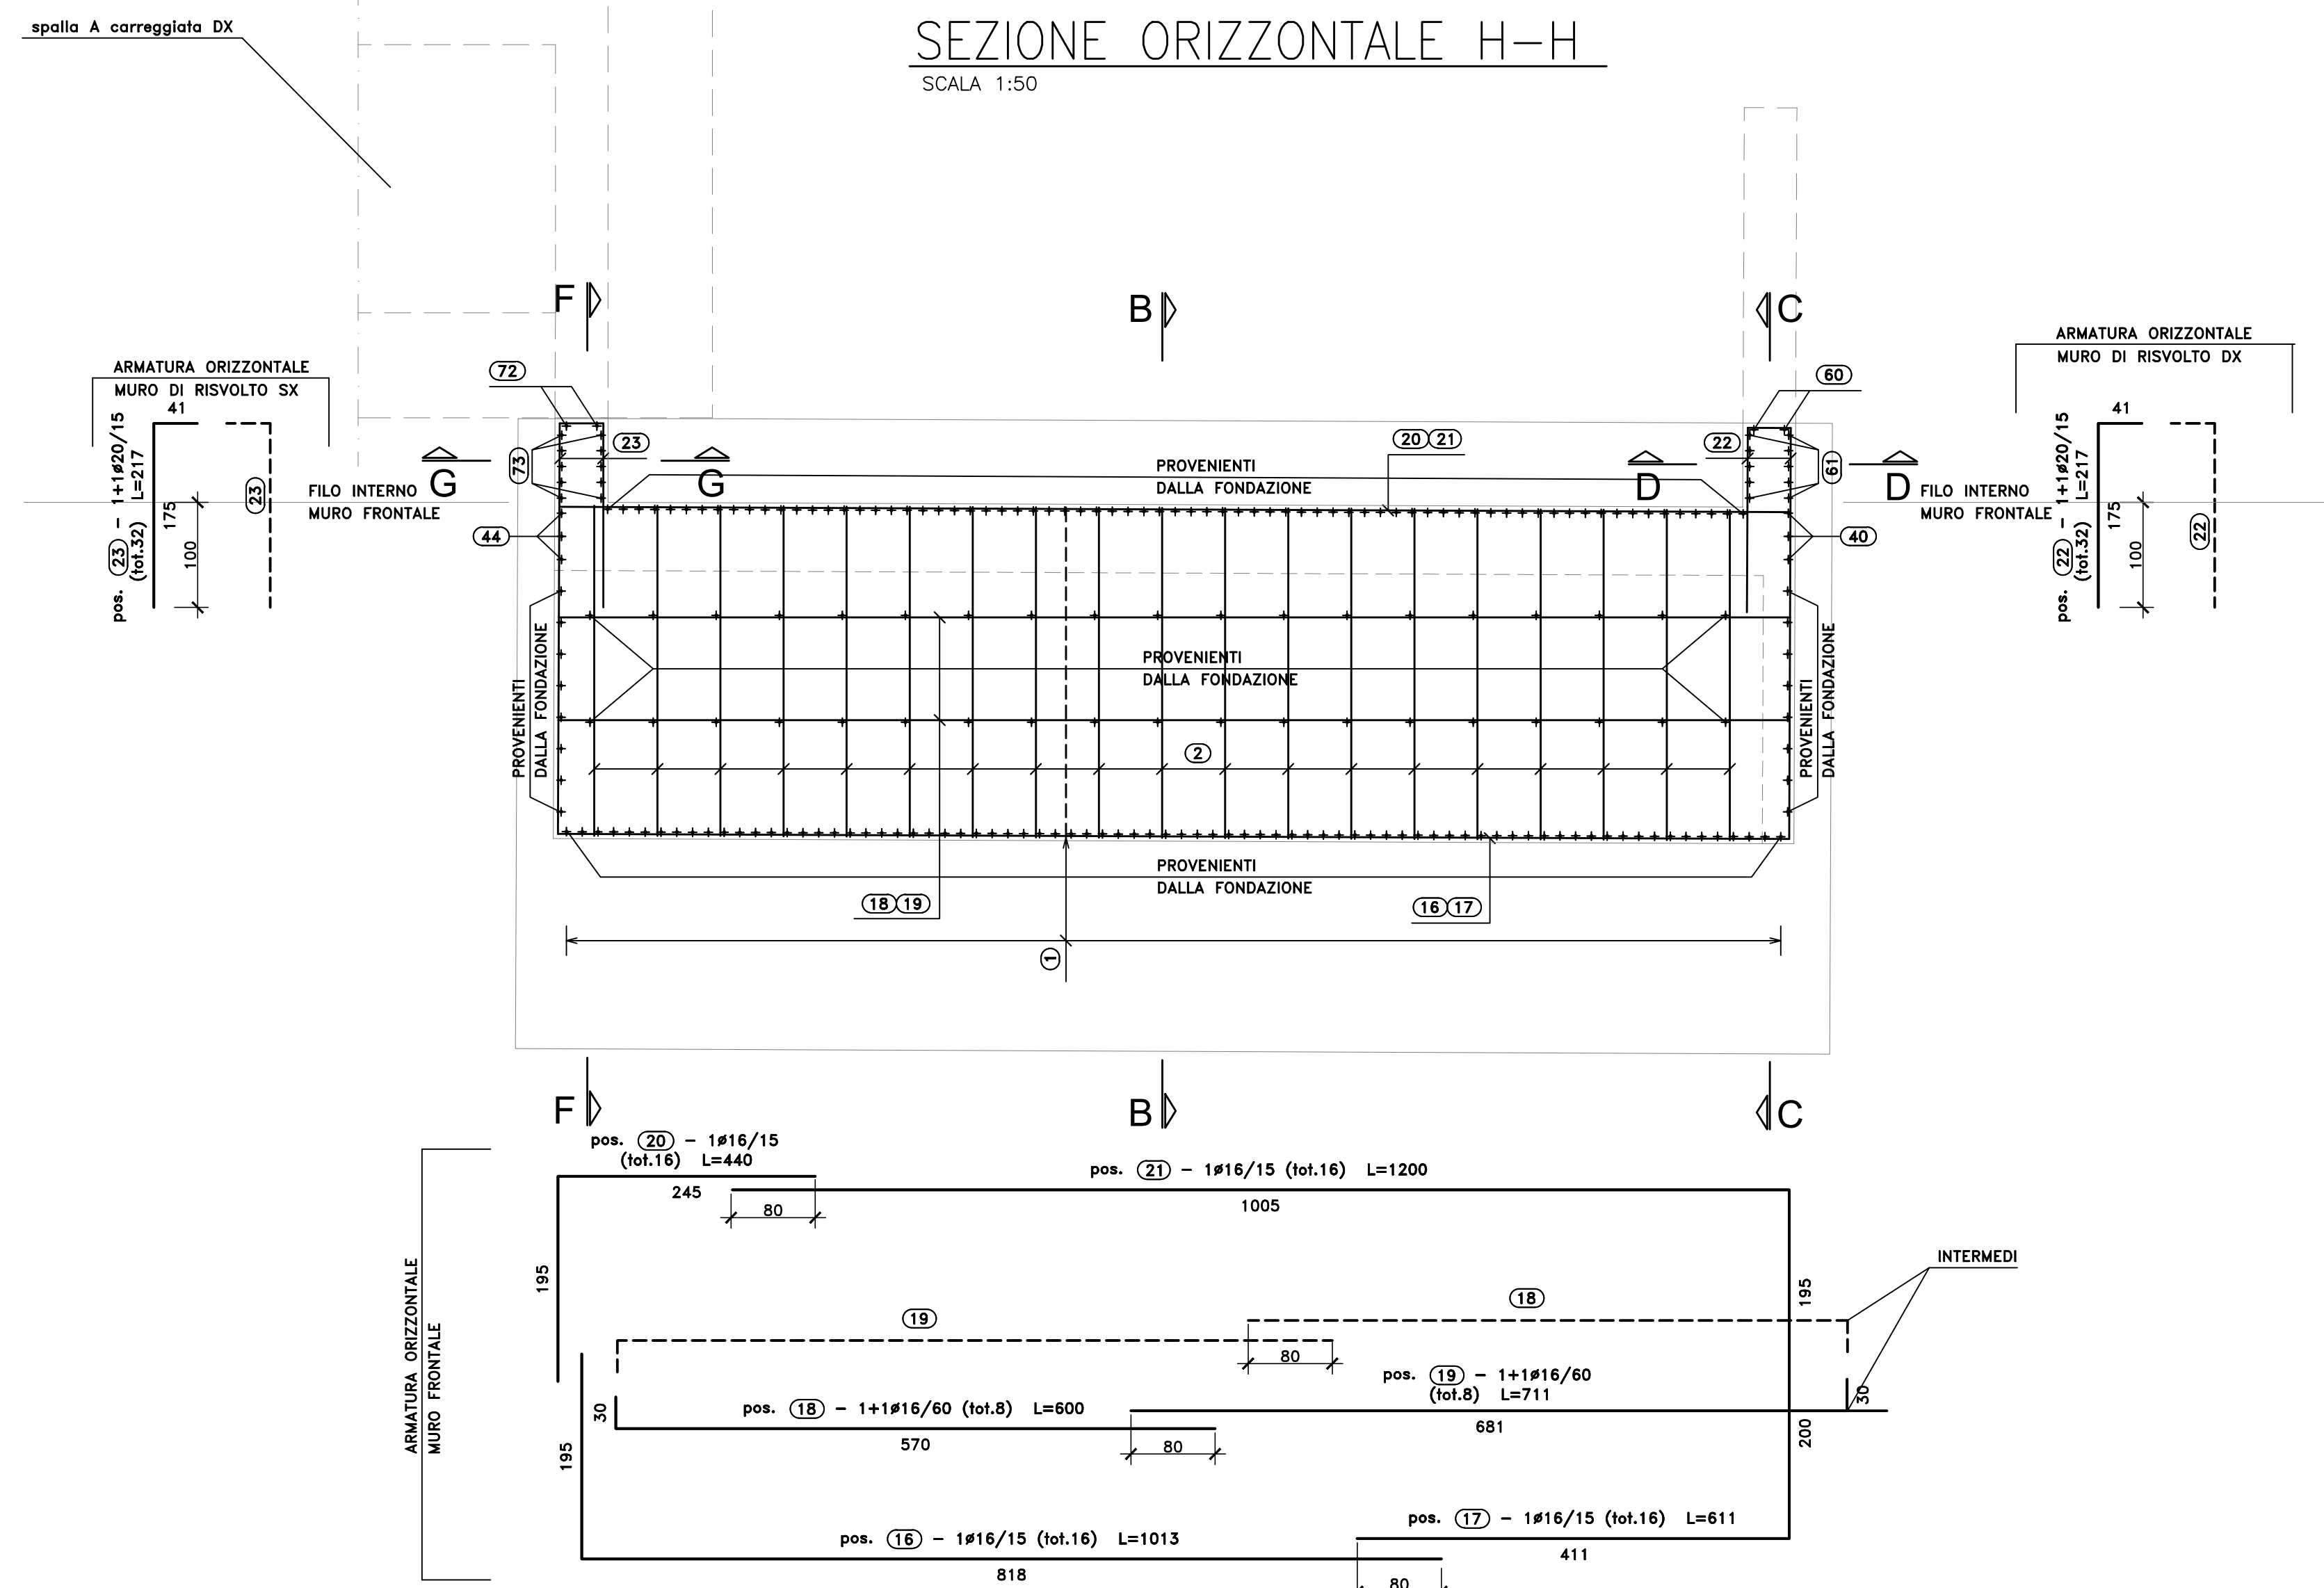 spalla A carreggiata DX
SEZIONE ORIZZONTALE H-H
SCALA 1:50
F
B
C
ARMATURA ORIZZONTALE
MURO DI RISVOLTO SX
41
pos. 23 - 1+1ø20/15
(tot.32) L=217
175
100
23
FILO INTERNO
MURO FRONTALE
72
73
23
G
G
44
20 21
PROVENIENTI
DALLA FONDAZIONE
22
60
61
D
D
40
FILO INTERNO
MURO FRONTALE
ARMATURA ORIZZONTALE
MURO DI RISVOLTO DX
41
pos. 22 - 1+1ø20/15
(tot.32) L=217
175
100
22
PROVENIENTI
DALLA FONDAZIONE
PROVENIENTI
DALLA FONDAZIONE
PROVENIENTI
DALLA FONDAZIONE
2
PROVENIENTI
DALLA FONDAZIONE
18 19
16 17
1
F
B
C
ARMATURA ORIZZONTALE
MURO FRONTALE
pos. 20 - 1ø16/15
(tot.16) L=440
245
80
195
pos. 21 - 1ø16/15 (tot.16) L=1200
1005
195
INTERMEDI
19
18
80
pos. 19 - 1+1ø16/60
(tot.8) L=711
681
30
30
pos. 18 - 1+1ø16/60 (tot.8) L=600
570
80
195
200
pos. 17 - 1ø16/15 (tot.16) L=611
411
pos. 16 - 1ø16/15 (tot.16) L=1013
818
80